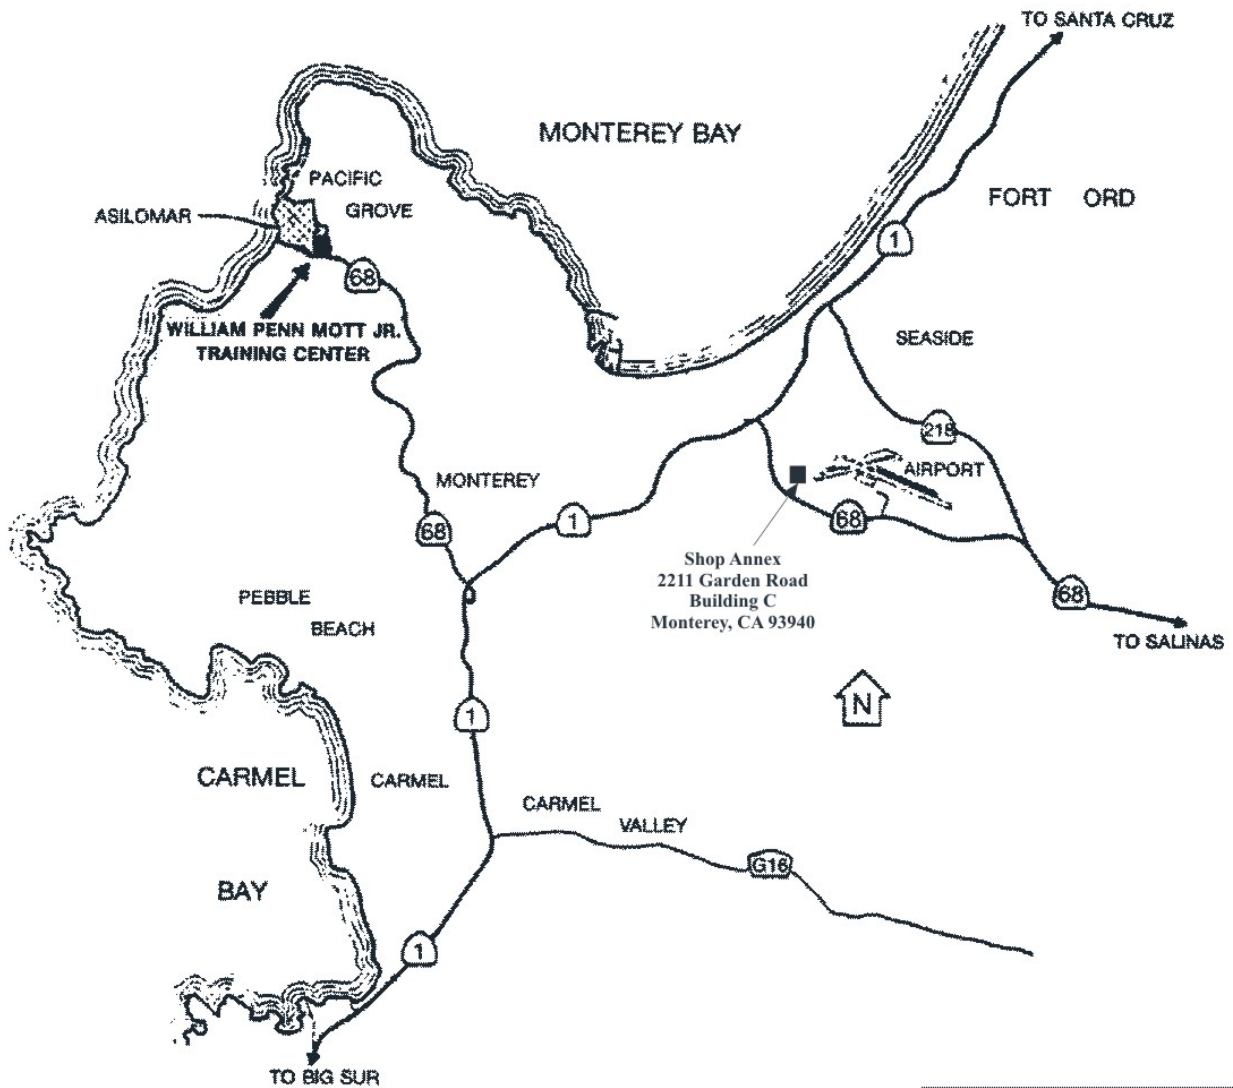 TO SANTA CRUZ
MONTEREY BAY
PACIFIC
GROVE
FORT ORD
ASILOMAR
1
68
WILLIAM PENN MOTT JR.
TRAINING CENTER
SEASIDE
218
AIRPORT
MONTEREY
1
68
68
Shop Annex
2211 Garden Road
Building C
Monterey, CA 93940
PEBBLE
BEACH
68
TO SALINAS
N
1
CARMEL
BAY
CARMEL
CARMEL
VALLEY
G16
1
TO BIG SUR